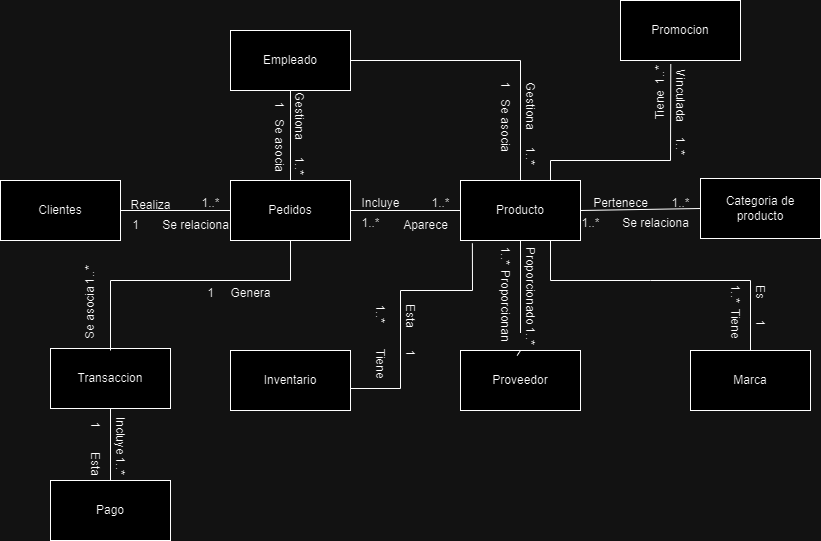 Promocion
Empleado
Vinculada 1..*
Tiene 1..*
Gestiona 1..*
1 Se asocia
Gestiona 1..*
1 Se asocia
Clientes
Realiza 1..*
1 Se relaciona
Pedidos
Incluye 1..*
1..* Aparece
Producto
Pertenece 1..*
1..* Se relaciona
Categoria de
producto
1 Genera
Se asocia1..*
Esta 1
1..* Tiene
Proporcionado 1..*
1..* Proporcionan
Es 1
1..* Tiene
Transaccion
Inventario
Proveedor
Marca
Incluye 1..*
1 Esta
Pago